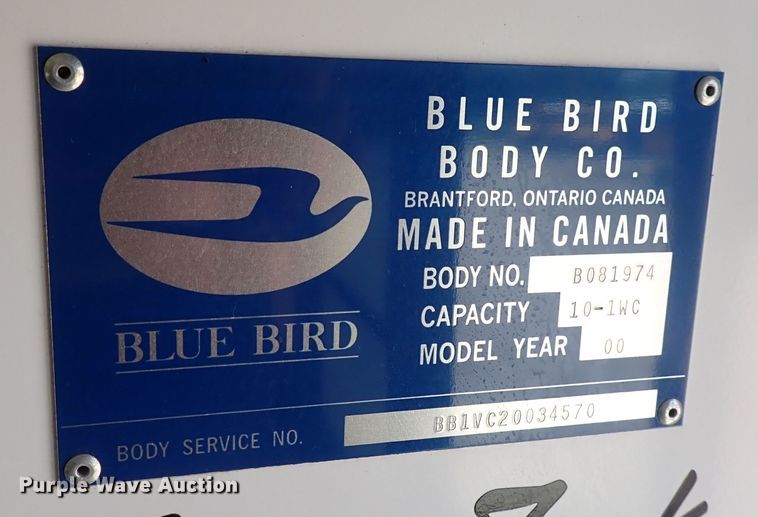 BLUE BIRD
BODY CO.
BRANTFORD, ONTARIO CANADA
MADE IN CANADA
BODY NO. B081974
CAPACITY 10-1WC
MODEL YEAR 00
BLUE BIRD
BODY SERVICE NO. BB1VC20034570
Purple Wave Auction